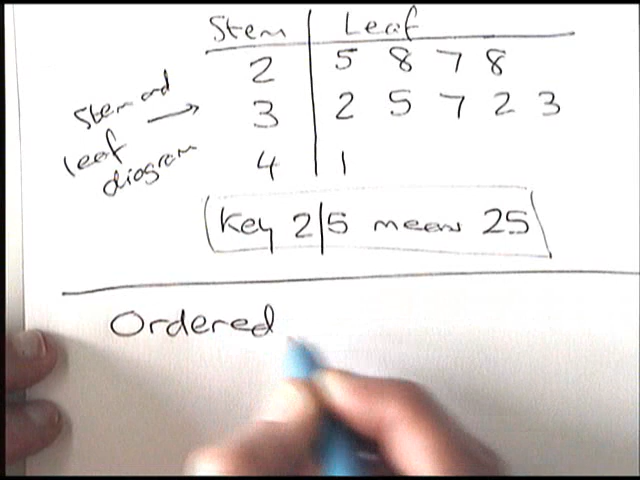 Stem Leaf
2 5 8 7 8
3 2 5 7 2 3
4 1
Stem and
leaf
diagram
Key 2|5 means 25
Ordered